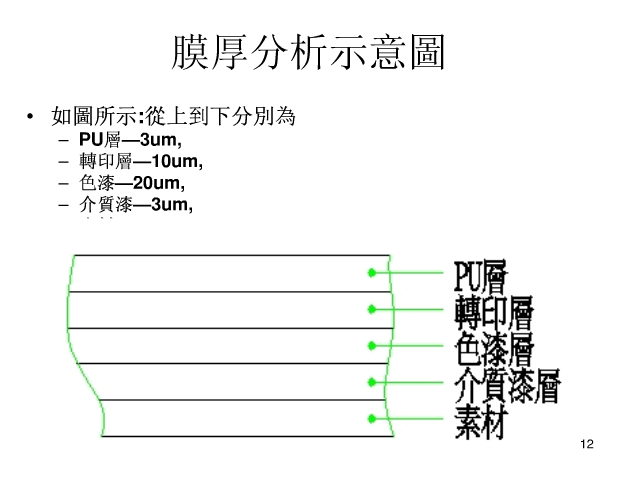 膜厚分析示意圖
• 如圖所示:從上到下分別為
– PU層—3um,
– 轉印層—10um,
– 色漆—20um,
– 介質漆—3um,
PU層
轉印層
色漆層
介質漆層
素材
12